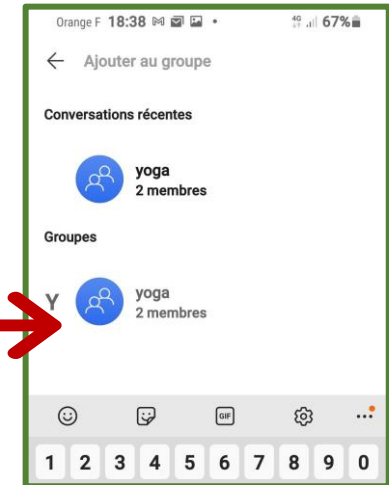 Orange F 18:38
4G 67%
← Ajouter au groupe
Conversations récentes
yoga
2 membres
Groupes
Y
yoga
2 membres
GIF
1 2 3 4 5 6 7 8 9 0